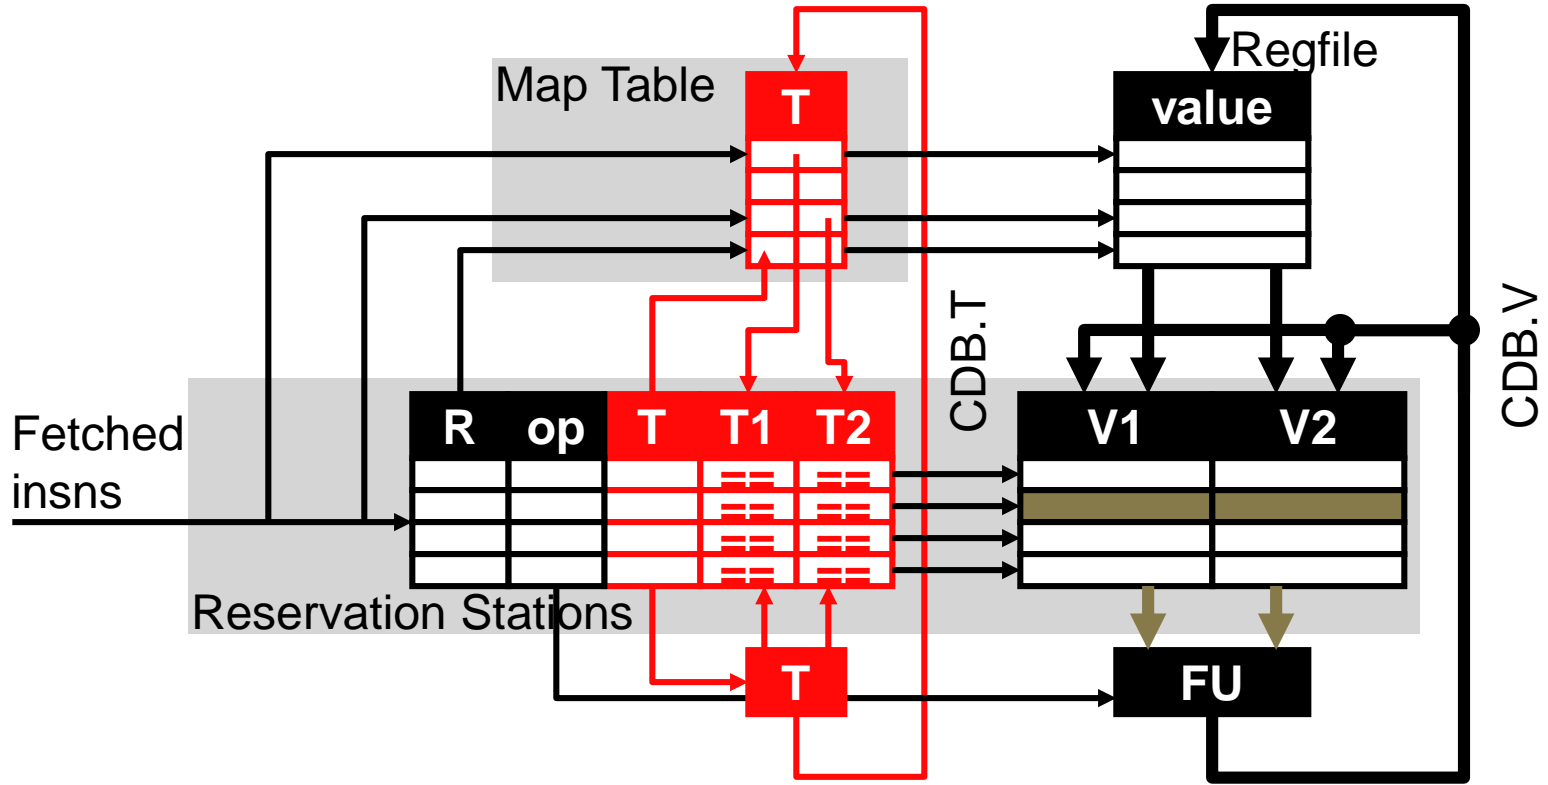 Regfile
Map Table
T
value
CDB.T
CDB.V
Fetched
insns
R
op
T
T1
T2
V1
V2
== ==
== ==
== ==
== ==
Reservation Stations
T
FU